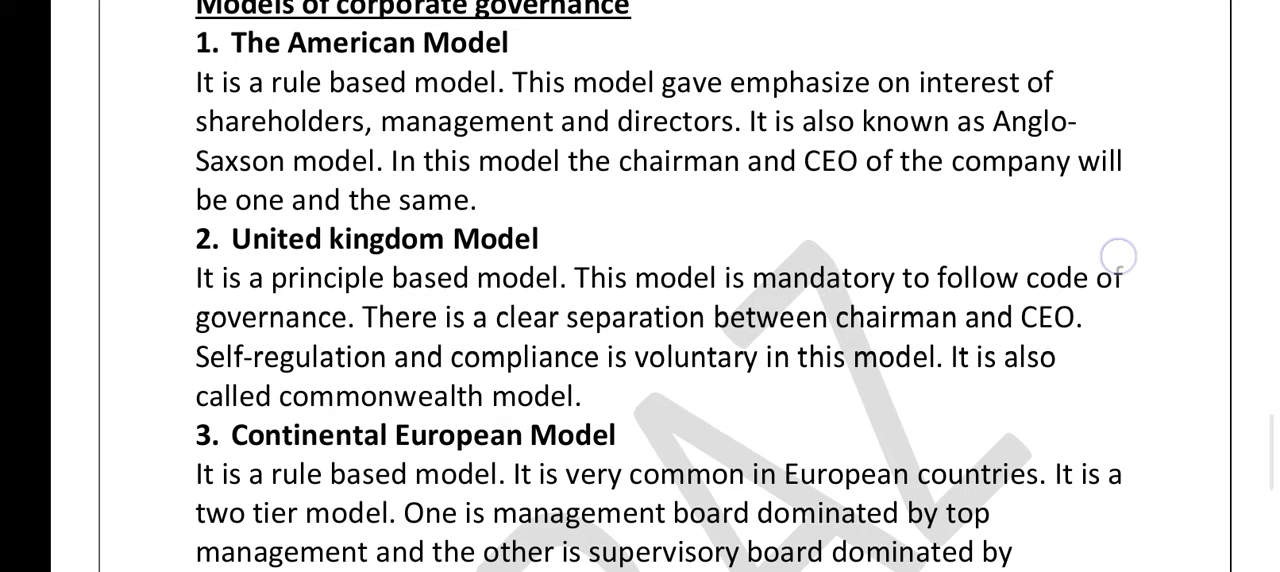 Models of corporate governance
1. The American Model
It is a rule based model. This model gave emphasize on interest of
shareholders, management and directors. It is also known as Anglo-
Saxson model. In this model the chairman and CEO of the company will
be one and the same.
2. United kingdom Model
It is a principle based model. This model is mandatory to follow code of
governance. There is a clear separation between chairman and CEO.
Self-regulation and compliance is voluntary in this model. It is also
called commonwealth model.
3. Continental European Model
It is a rule based model. It is very common in European countries. It is a
two tier model. One is management board dominated by top
management and the other is supervisory board dominated by